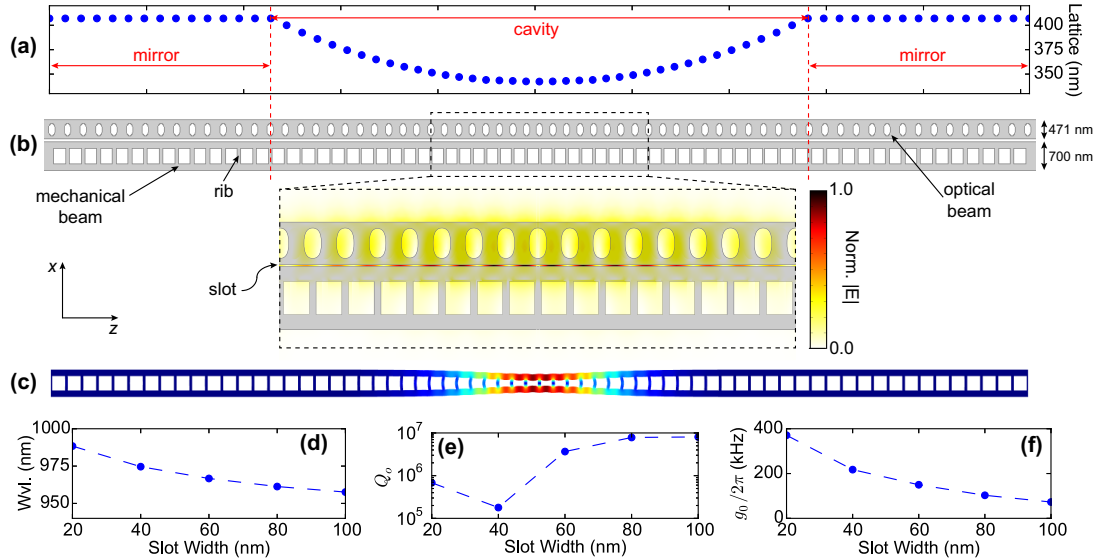 (a)
mirror
cavity
mirror
400
375
350
Lattice (nm)
(b)
471 nm
700 nm
mechanical beam
rib
optical beam
slot
x
z
1.0
Norm. |E|
0.0
(c)
(d)
Wvl. (nm)
1000
975
950
20 40 60 80 100
Slot Width (nm)
(e)
Qₒ
10⁷
10⁶
10⁵
20 40 60 80 100
Slot Width (nm)
(f)
g₀/2π (kHz)
400
200
0
20 40 60 80 100
Slot Width (nm)